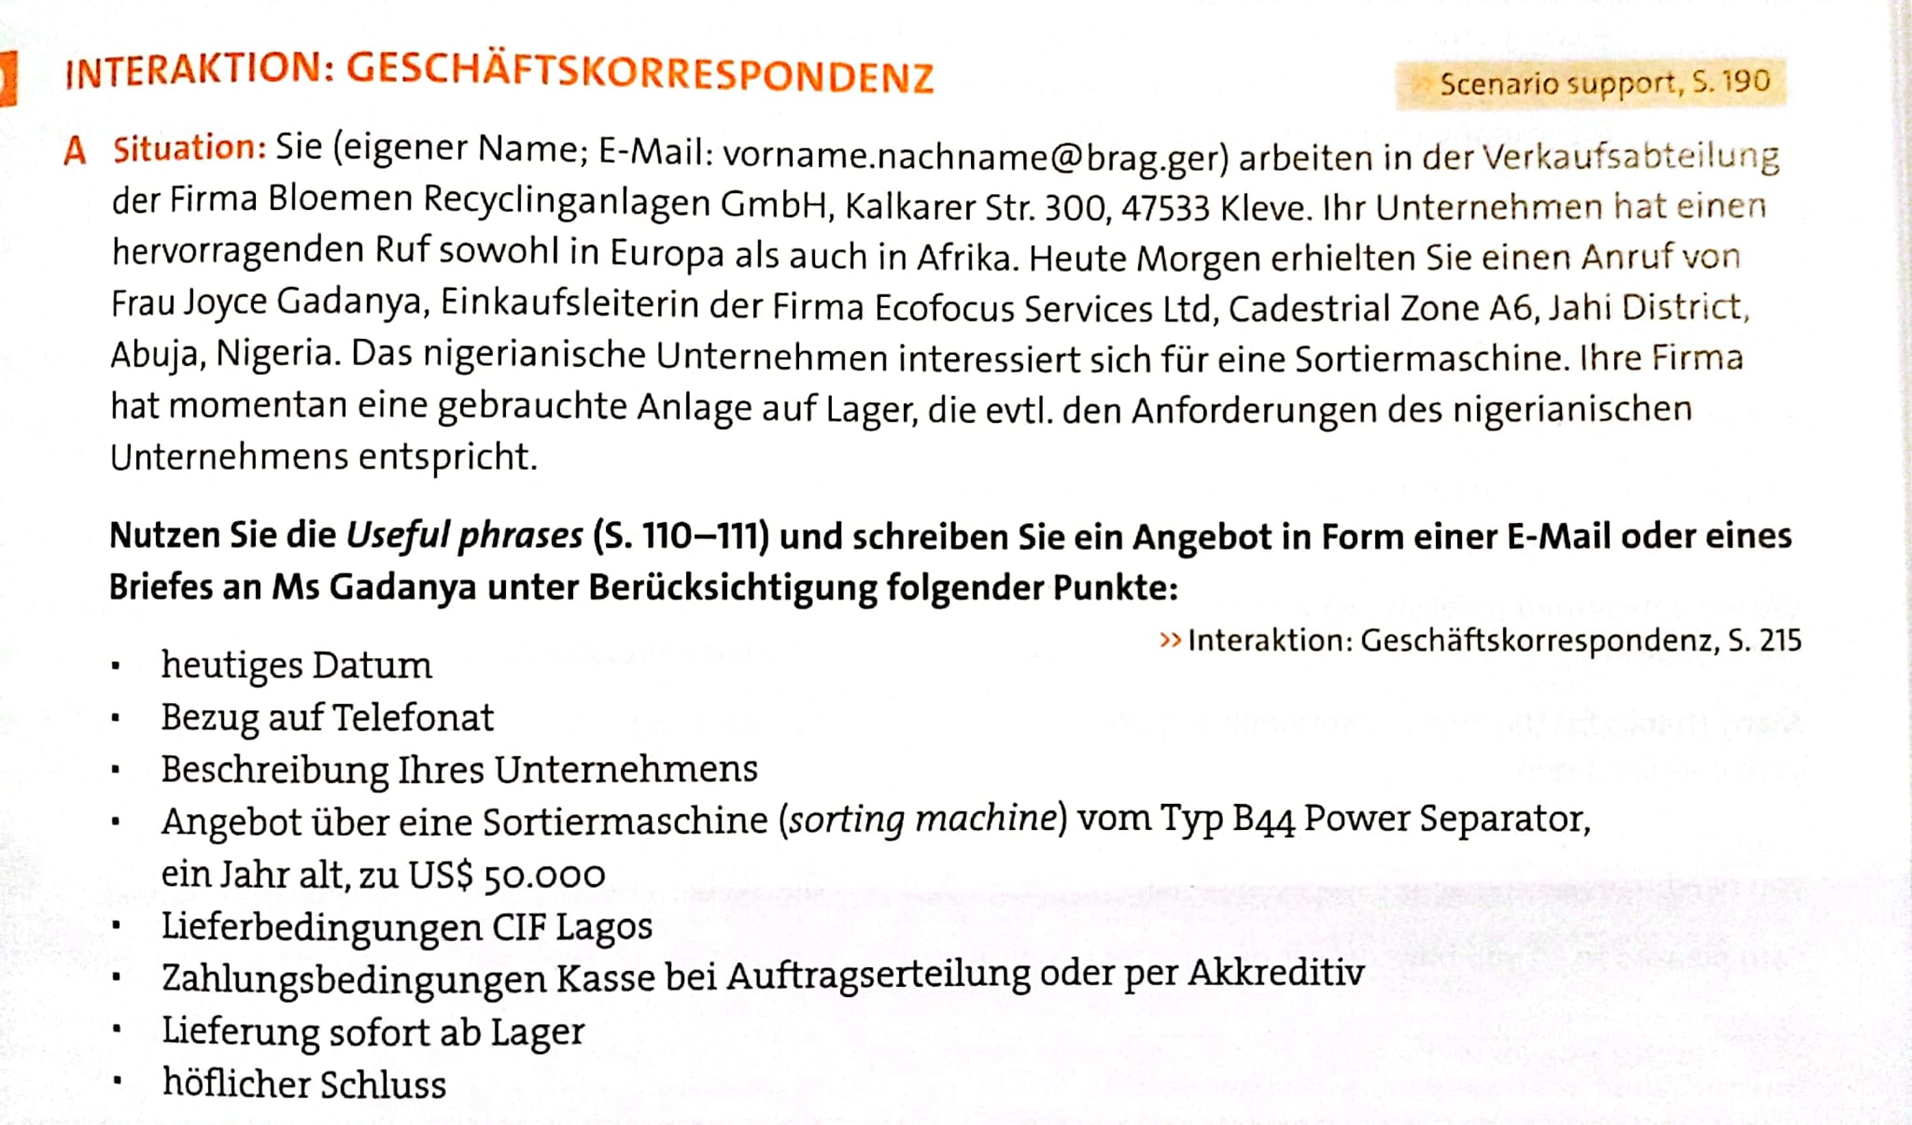 INTERAKTION: GESCHÄFTSKORRESPONDENZ
Scenario support, S. 190
A Situation: Sie (eigener Name; E-Mail: vorname.nachname@brag.ger) arbeiten in der Verkaufsabteilung
der Firma Bloemen Recyclinganlagen GmbH, Kalkarer Str. 300, 47533 Kleve. Ihr Unternehmen hat einen
hervorragenden Ruf sowohl in Europa als auch in Afrika. Heute Morgen erhielten Sie einen Anruf von
Frau Joyce Gadanya, Einkaufsleiterin der Firma Ecofocus Services Ltd, Cadestrial Zone A6, Jahi District,
Abuja, Nigeria. Das nigerianische Unternehmen interessiert sich für eine Sortiermaschine. Ihre Firma
hat momentan eine gebrauchte Anlage auf Lager, die evtl. den Anforderungen des nigerianischen
Unternehmens entspricht.
Nutzen Sie die Useful phrases (S. 110–111) und schreiben Sie ein Angebot in Form einer E-Mail oder eines
Briefes an Ms Gadanya unter Berücksichtigung folgender Punkte:
>> Interaktion: Geschäftskorrespondenz, S. 215
· heutiges Datum
· Bezug auf Telefonat
· Beschreibung Ihres Unternehmens
· Angebot über eine Sortiermaschine (sorting machine) vom Typ B44 Power Separator,
ein Jahr alt, zu US$ 50.000
· Lieferbedingungen CIF Lagos
· Zahlungsbedingungen Kasse bei Auftragserteilung oder per Akkreditiv
· Lieferung sofort ab Lager
· höflicher Schluss